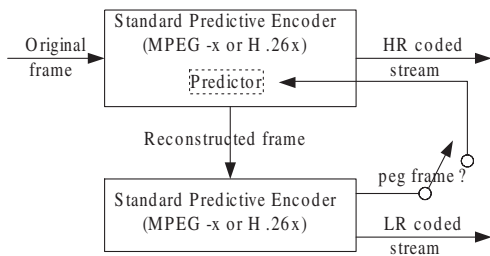 Original
frame
Standard Predictive Encoder
(MPEG -x or H .26x)
Predictor
HR coded
stream
Reconstructed frame
peg frame ?
Standard Predictive Encoder
(MPEG -x or H .26x)
LR coded
stream